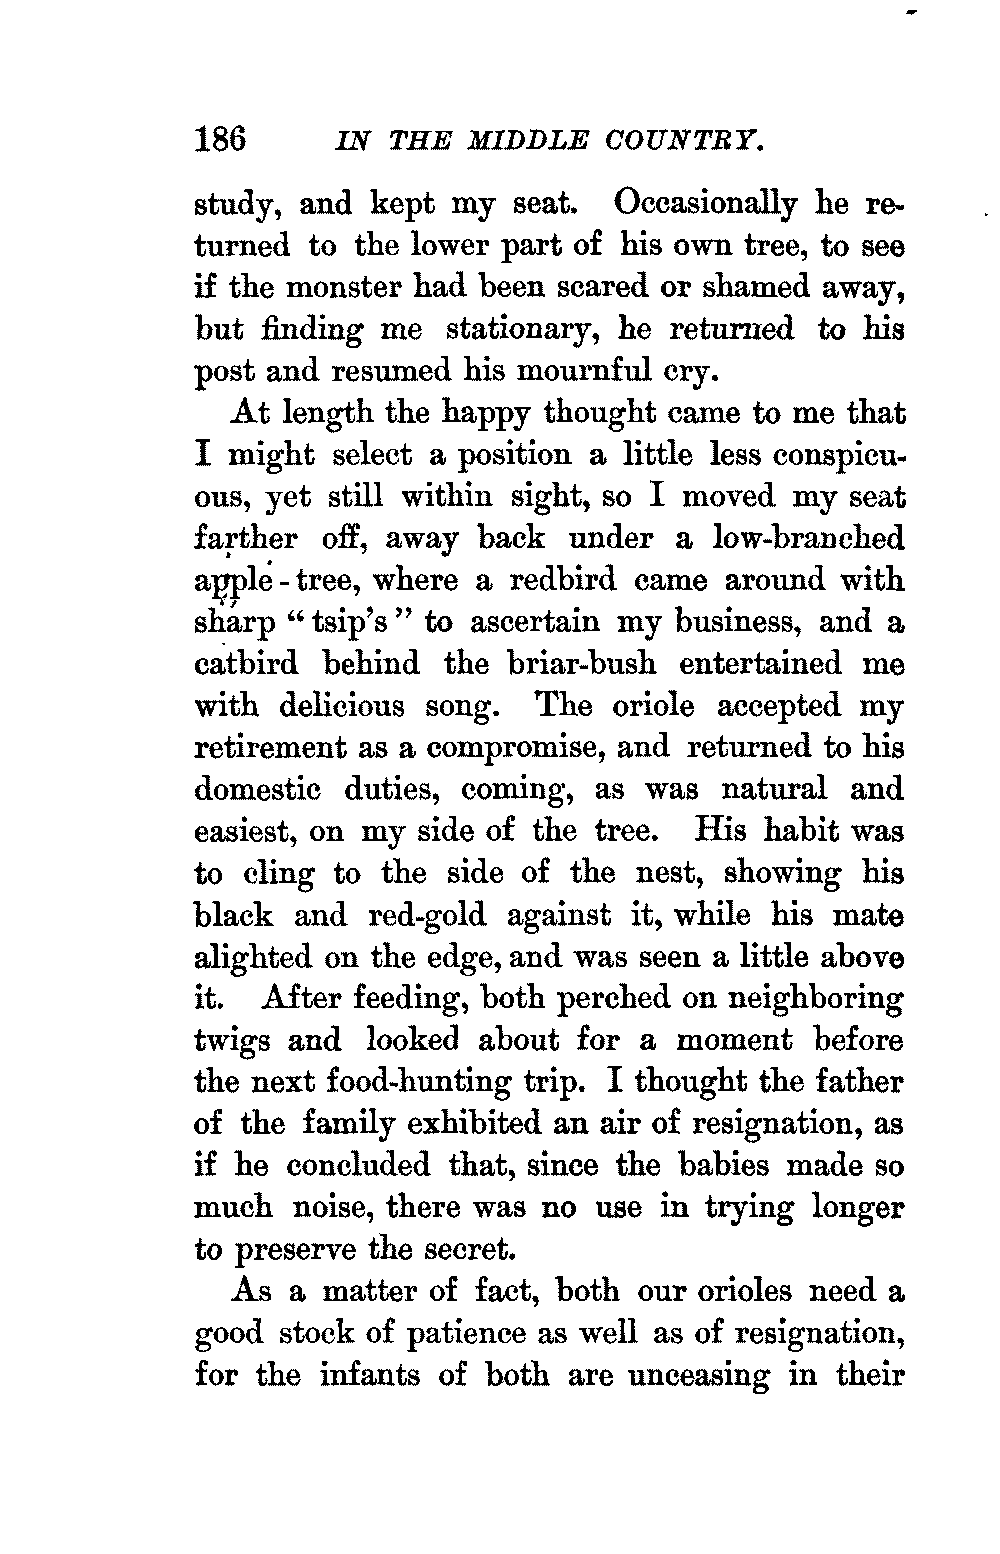 186 IN THE MIDDLE COUNTRY.
study, and kept my seat. Occasionally he re-
turned to the lower part of his own tree, to see
if the monster had been scared or shamed away,
but finding me stationary, he returned to his
post and resumed his mournful cry.
At length the happy thought came to me that
I might select a position a little less conspicu-
ous, yet still within sight, so I moved my seat
farther off, away back under a low-branched
apple-tree, where a redbird came around with
sharp “tsip’s” to ascertain my business, and a
catbird behind the briar-bush entertained me
with delicious song. The oriole accepted my
retirement as a compromise, and returned to his
domestic duties, coming, as was natural and
easiest, on my side of the tree. His habit was
to cling to the side of the nest, showing his
black and red-gold against it, while his mate
alighted on the edge, and was seen a little above
it. After feeding, both perched on neighboring
twigs and looked about for a moment before
the next food-hunting trip. I thought the father
of the family exhibited an air of resignation, as
if he concluded that, since the babies made so
much noise, there was no use in trying longer
to preserve the secret.
As a matter of fact, both our orioles need a
good stock of patience as well as of resignation,
for the infants of both are unceasing in their